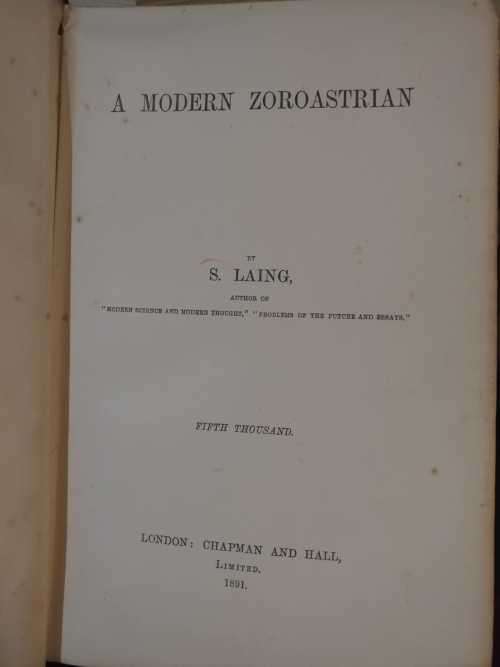 A MODERN ZOROASTRIAN
BY
S. LAING,
AUTHOR OF
"MODERN SCIENCE AND MODERN THOUGHT," "PROBLEMS OF THE FUTURE AND ESSAYS."
FIFTH THOUSAND.
LONDON: CHAPMAN AND HALL,
LIMITED.
1891.